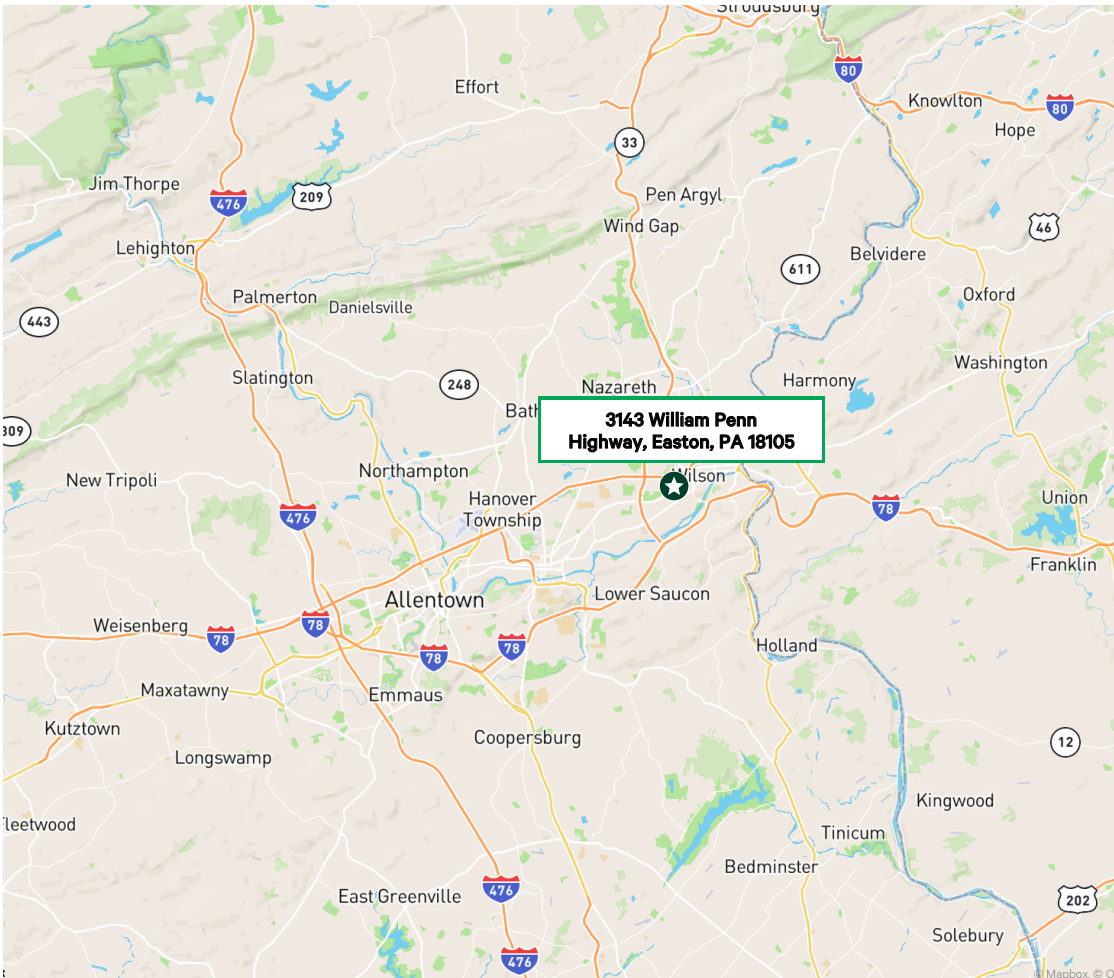 Stroudsburg
80
Effort
Knowlton
80
Hope
33
Jim Thorpe
209
476
Pen Argyl
Wind Gap
46
Lehighton
Belvidere
611
Palmerton
Danielsville
Oxford
443
Washington
Slatington
248
Nazareth
Harmony
Bath
3143 William Penn
Highway, Easton, PA 18105
309
Northampton
Wilson
New Tripoli
Hanover
Township
Union
476
78
Franklin
Allentown
Lower Saucon
Weisenberg
78
78
78
78
Holland
Maxatawny
Emmaus
Kutztown
Coopersburg
12
Longswamp
Kingwood
Fleetwood
Tinicum
Bedminster
476
East Greenville
202
Solebury
476
© Mapbox, © O